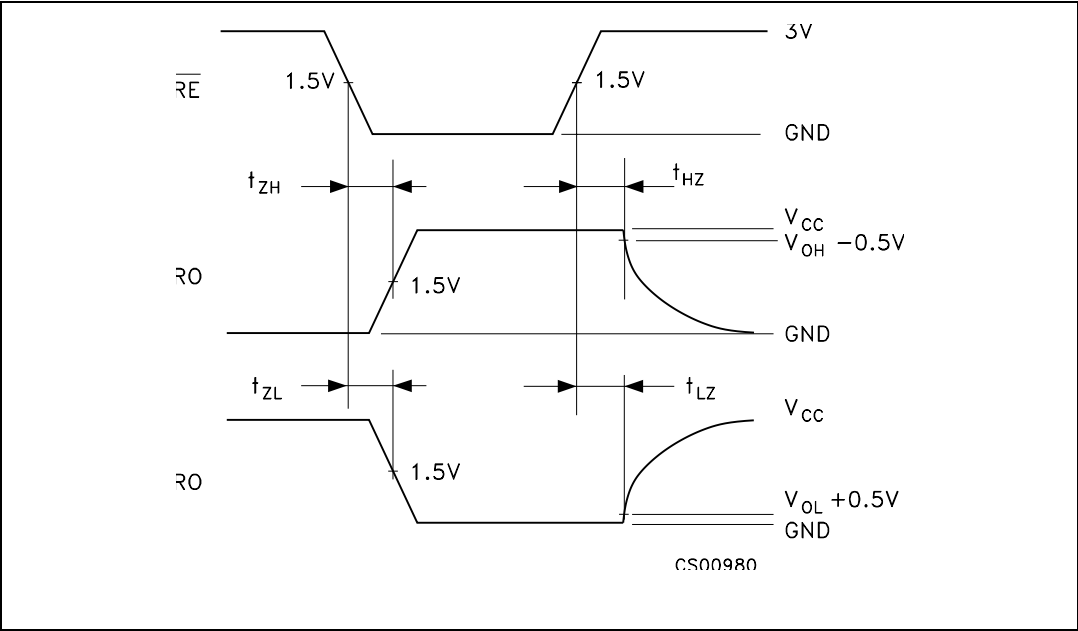 3V
RE
1.5V
1.5V
GND
tZH
tHZ
VCC
VOH −0.5V
RO
1.5V
GND
tZL
tLZ
VCC
1.5V
RO
VOL +0.5V
GND
CS00980